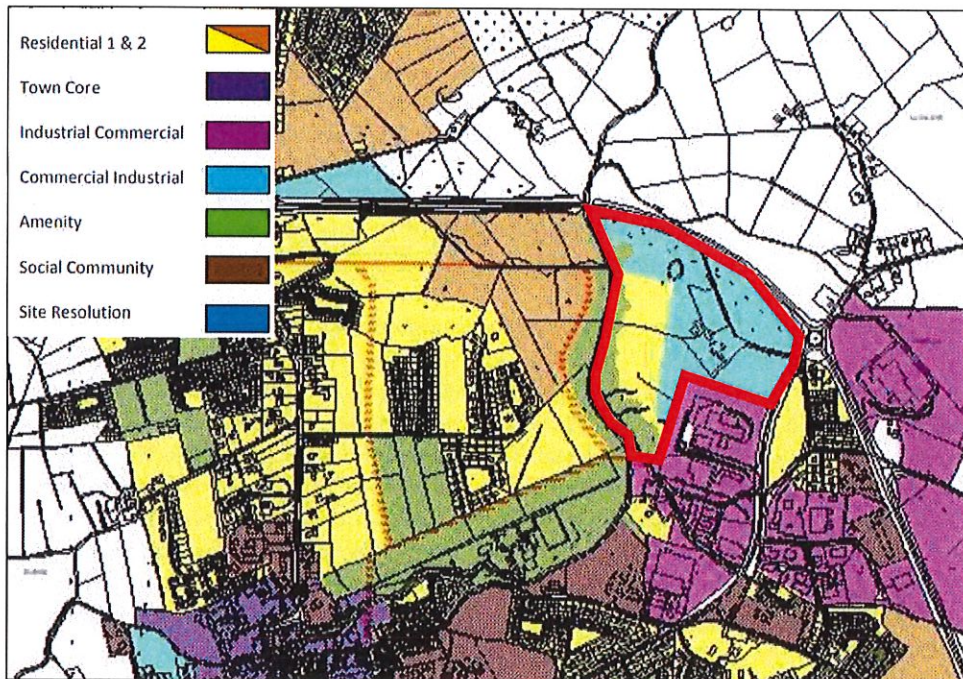 Residential 1 & 2
Town Core
Industrial Commercial
Commercial Industrial
Amenity
Social Community
Site Resolution